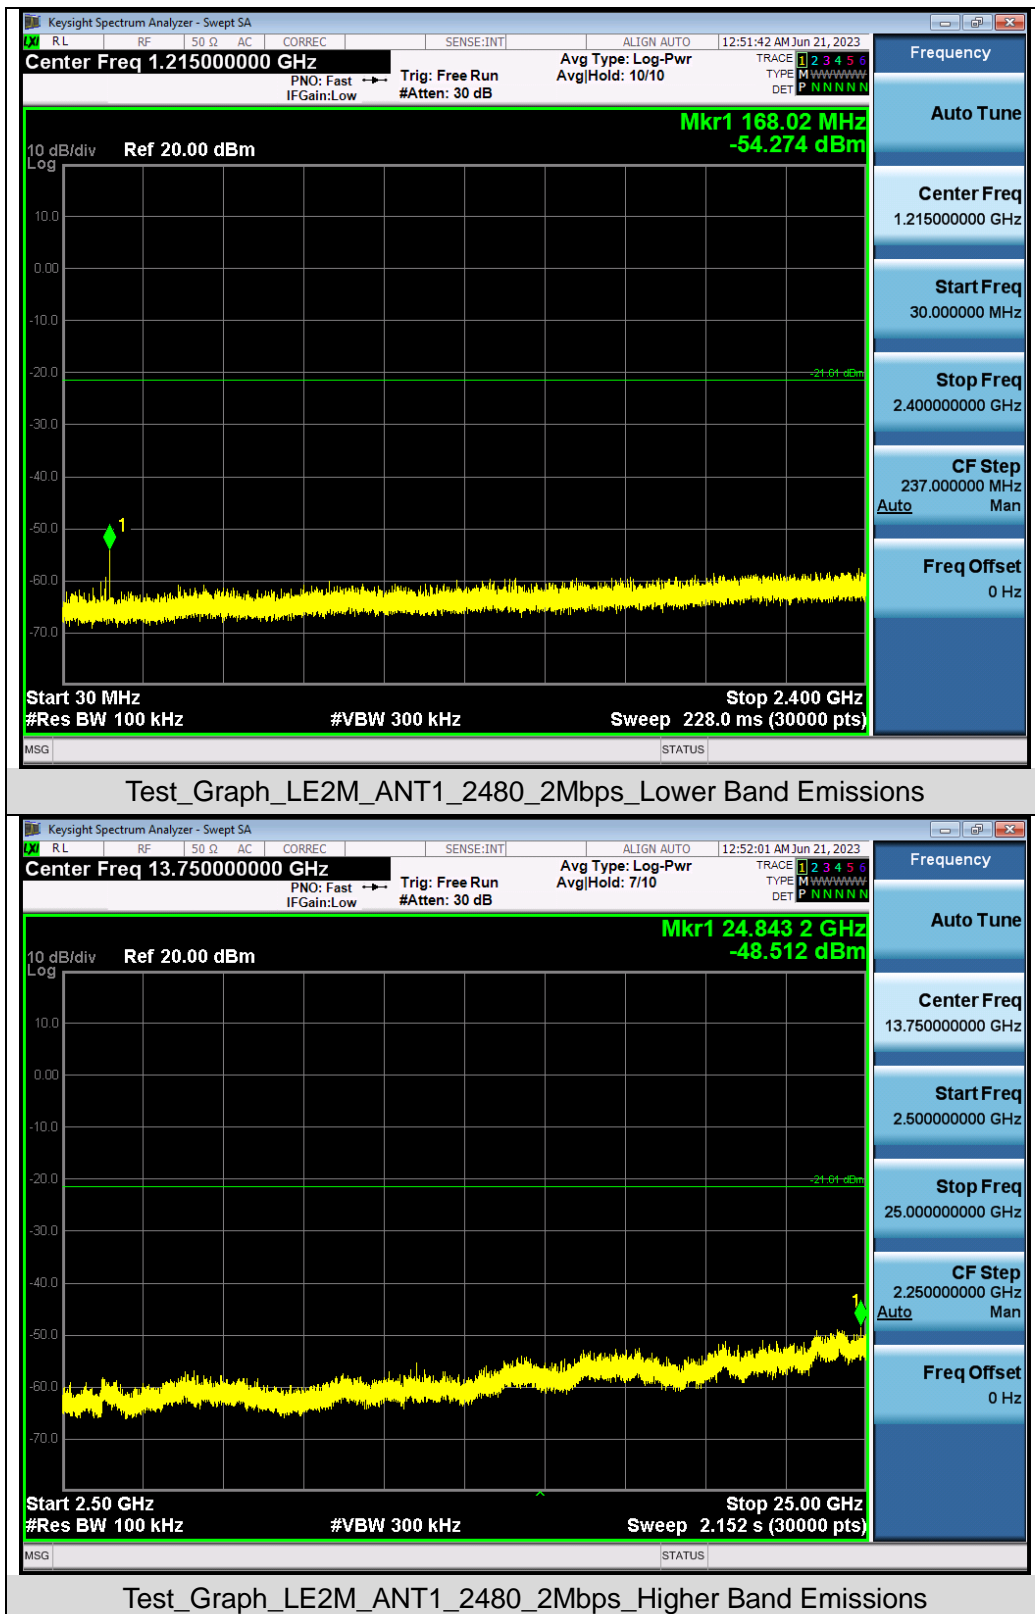 Keysight Spectrum Analyzer - Swept SA
LXI RL RF 50 Ω AC CORREC SENSE:INT ALIGN AUTO 12:51:42 AM Jun 21, 2023
Center Freq 1.215000000 GHz
PNO: Fast
IFGain:Low
Trig: Free Run
#Atten: 30 dB
Avg Type: Log-Pwr
Avg|Hold: 10/10
TRACE 1 2 3 4 5 6
TYPE M WWWWW
DET P N N N N N
Mkr1 168.02 MHz
-54.274 dBm
10 dB/div Ref 20.00 dBm
Log
10.0
0.00
-10.0
-20.0
-21.61 dBm
-30.0
-40.0
-50.0
1
-60.0
-70.0
Start 30 MHz Stop 2.400 GHz
#Res BW 100 kHz #VBW 300 kHz Sweep 228.0 ms (30000 pts)
MSG STATUS
Frequency
Auto Tune
Center Freq
1.215000000 GHz
Start Freq
30.000000 MHz
Stop Freq
2.400000000 GHz
CF Step
237.000000 MHz
Auto Man
Freq Offset
0 Hz
Test_Graph_LE2M_ANT1_2480_2Mbps_Lower Band Emissions
Keysight Spectrum Analyzer - Swept SA
LXI RL RF 50 Ω AC CORREC SENSE:INT ALIGN AUTO 12:52:01 AM Jun 21, 2023
Center Freq 13.750000000 GHz
PNO: Fast
IFGain:Low
Trig: Free Run
#Atten: 30 dB
Avg Type: Log-Pwr
Avg|Hold: 7/10
TRACE 1 2 3 4 5 6
TYPE M WWWWW
DET P N N N N N
Mkr1 24.843 2 GHz
-48.512 dBm
10 dB/div Ref 20.00 dBm
Log
10.0
0.00
-10.0
-20.0
-21.61 dBm
-30.0
-40.0
1
-50.0
-60.0
-70.0
Start 2.50 GHz Stop 25.00 GHz
#Res BW 100 kHz #VBW 300 kHz Sweep 2.152 s (30000 pts)
MSG STATUS
Frequency
Auto Tune
Center Freq
13.750000000 GHz
Start Freq
2.500000000 GHz
Stop Freq
25.000000000 GHz
CF Step
2.250000000 GHz
Auto Man
Freq Offset
0 Hz
Test_Graph_LE2M_ANT1_2480_2Mbps_Higher Band Emissions